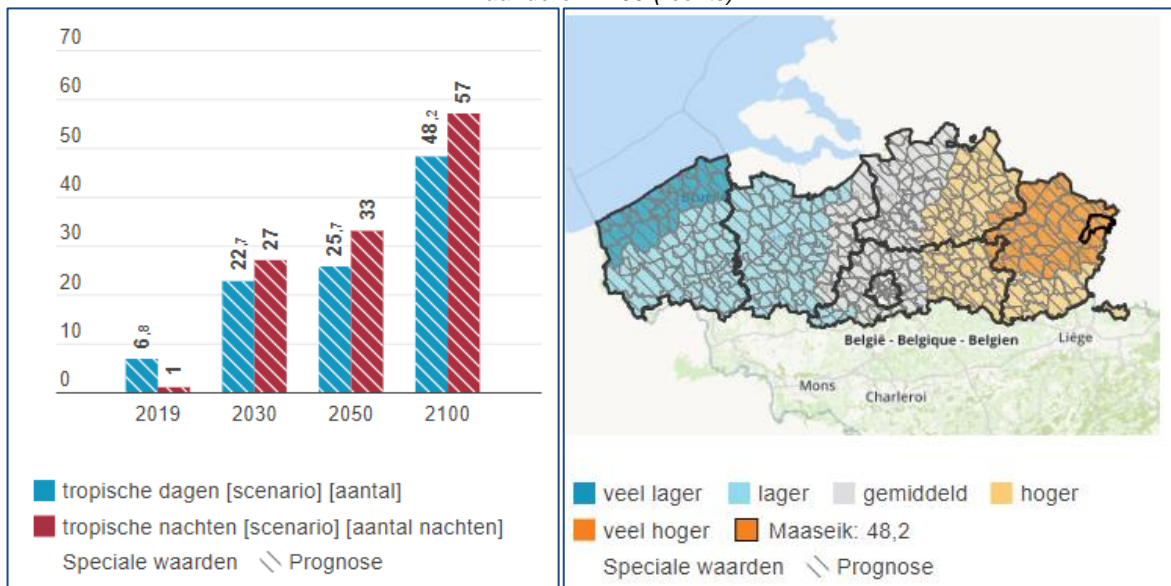 70
60
50
40
30
20
10
0
6,8
1
22,7
27
25,7
33
48,2
57
2019 2030 2050 2100
tropische dagen [scenario] [aantal]
tropische nachten [scenario] [aantal nachten]
Speciale waarden Prognose
België - Belgique - Belgien
Liège
Mons
Charleroi
veel lager lager gemiddeld hoger
veel hoger Maaseik: 48,2
Speciale waarden Prognose